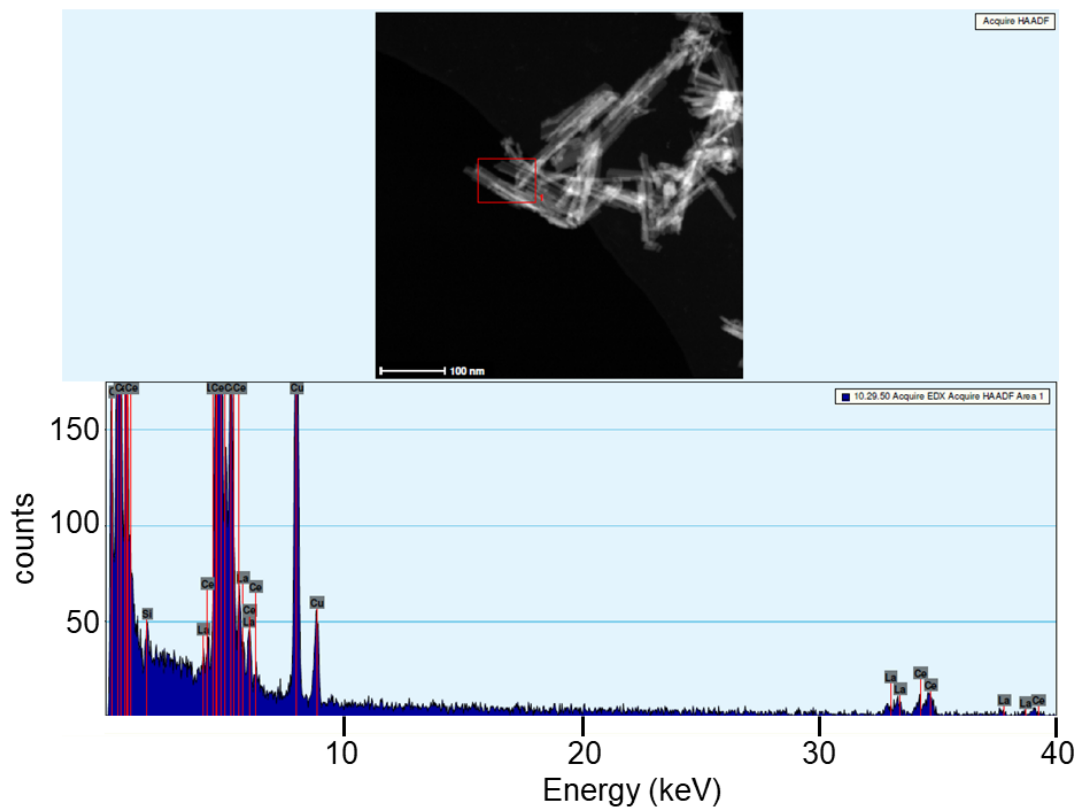 Acquire HAADF
100 nm
10.29.50 Acquire EDX Acquire HAADF Area 1
150
100
50
counts
Ce
Cu
Si
La
Ce
Ce
La
Ce
La
Ce
Cu
La
La
Ce
Ce
La
La
Ce
10
20
30
40
Energy (keV)